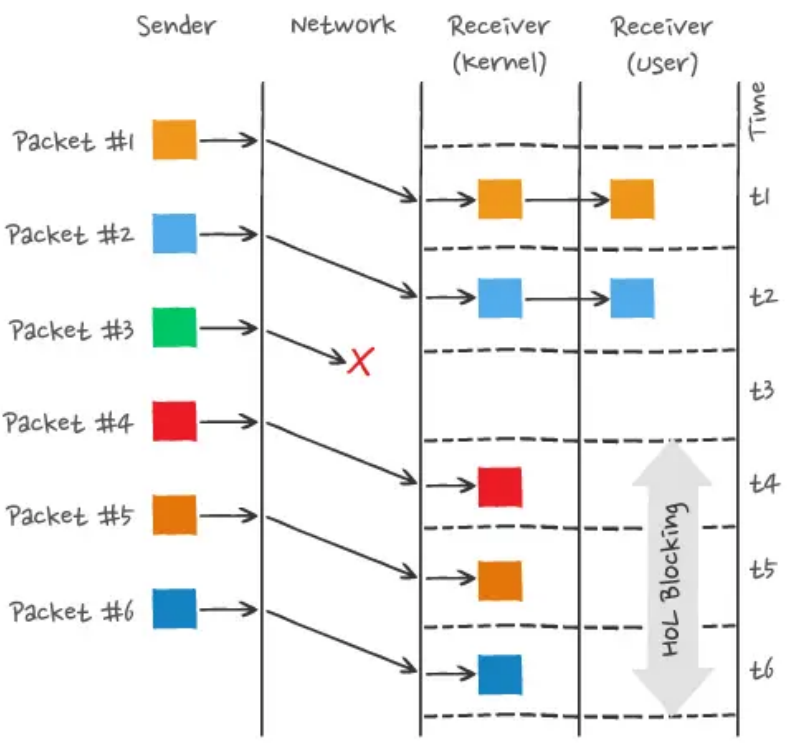 Sender
Network
Receiver
(kernel)
Receiver
(user)
Time
Packet #1
t1
Packet #2
t2
Packet #3
X
t3
Packet #4
t4
Packet #5
t5
HoL Blocking
Packet #6
t6